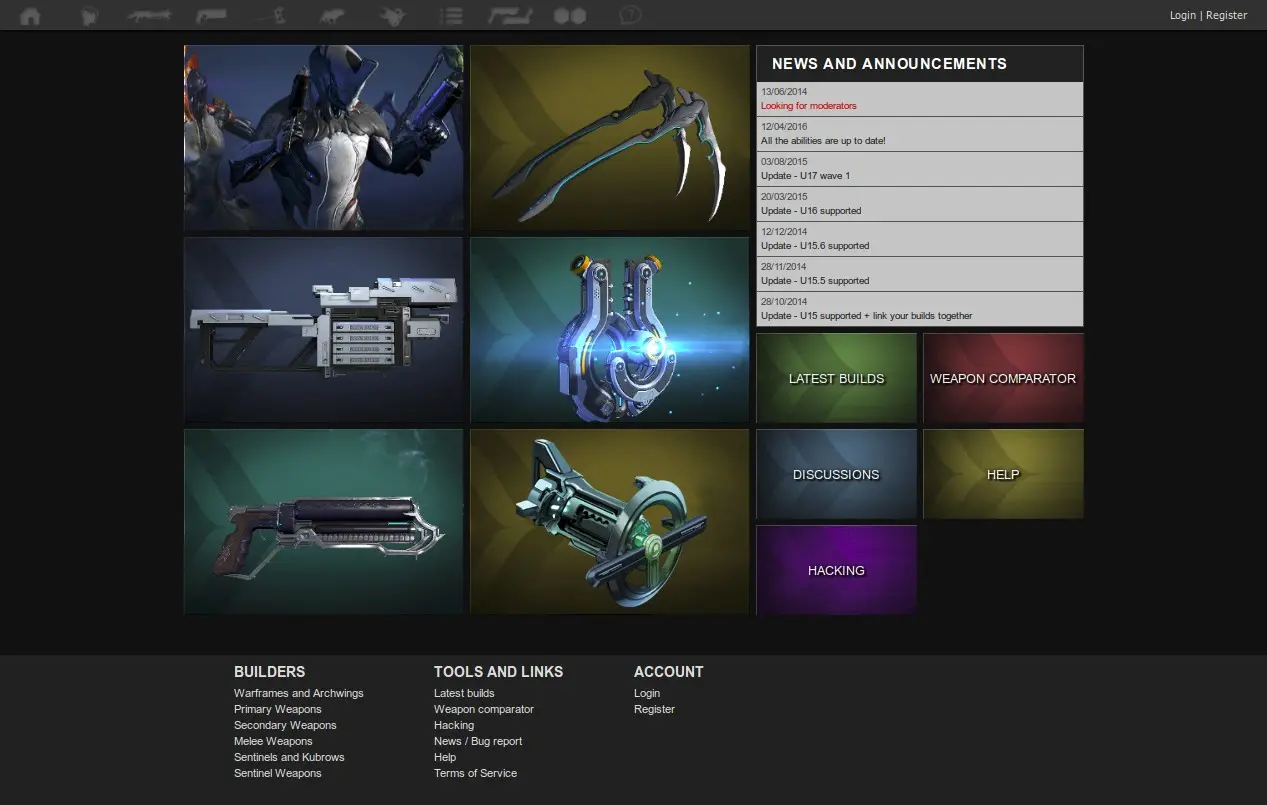 Login | Register
NEWS AND ANNOUNCEMENTS
13/06/2014
Looking for moderators
12/04/2016
All the abilities are up to date!
03/08/2015
Update - U17 wave 1
20/03/2015
Update - U16 supported
12/12/2014
Update - U15.6 supported
28/11/2014
Update - U15.5 supported
28/10/2014
Update - U15 supported + link your builds together
LATEST BUILDS
WEAPON COMPARATOR
DISCUSSIONS
HELP
HACKING
BUILDERS
Warframes and Archwings
Primary Weapons
Secondary Weapons
Melee Weapons
Sentinels and Kubrows
Sentinel Weapons
TOOLS AND LINKS
Latest builds
Weapon comparator
Hacking
News / Bug report
Help
Terms of Service
ACCOUNT
Login
Register